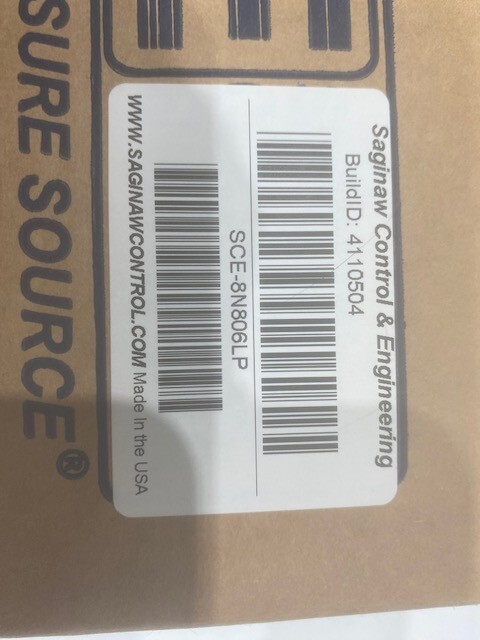 Saginaw Control & Engineering
BuildID: 4110504
SCE-8N806LP
WWW.SAGINAWCONTROL.COM Made In the USA
SURE SOURCE®